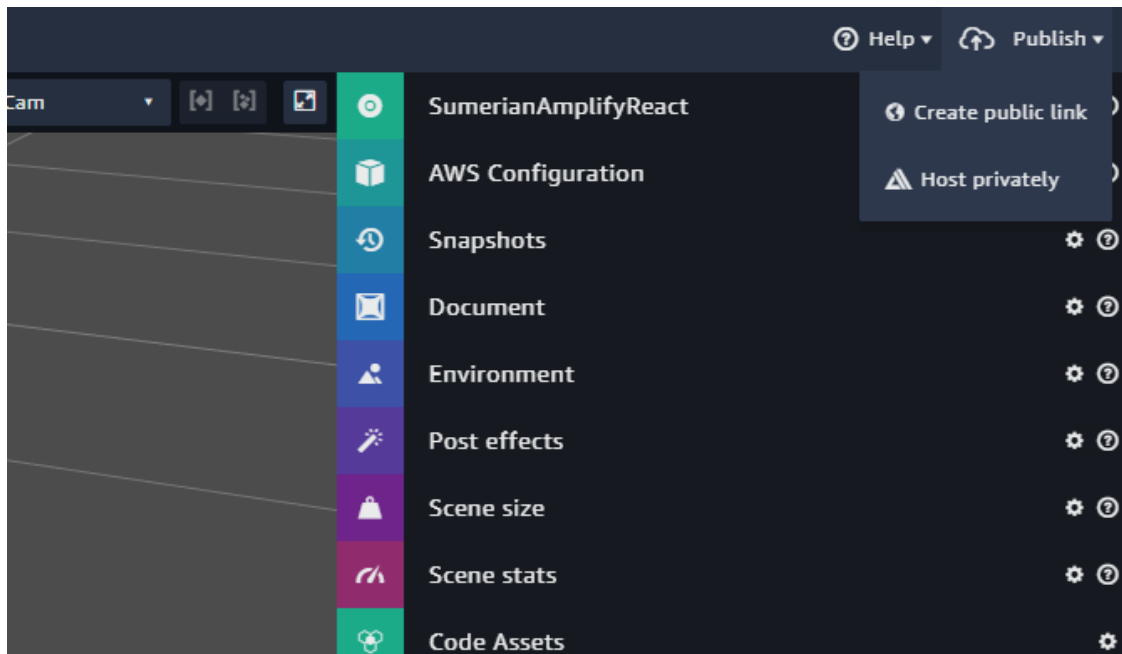 Help
Publish
Cam
SumerianAmplifyReact
Create public link
AWS Configuration
Host privately
Snapshots
Document
Environment
Post effects
Scene size
Scene stats
Code Assets